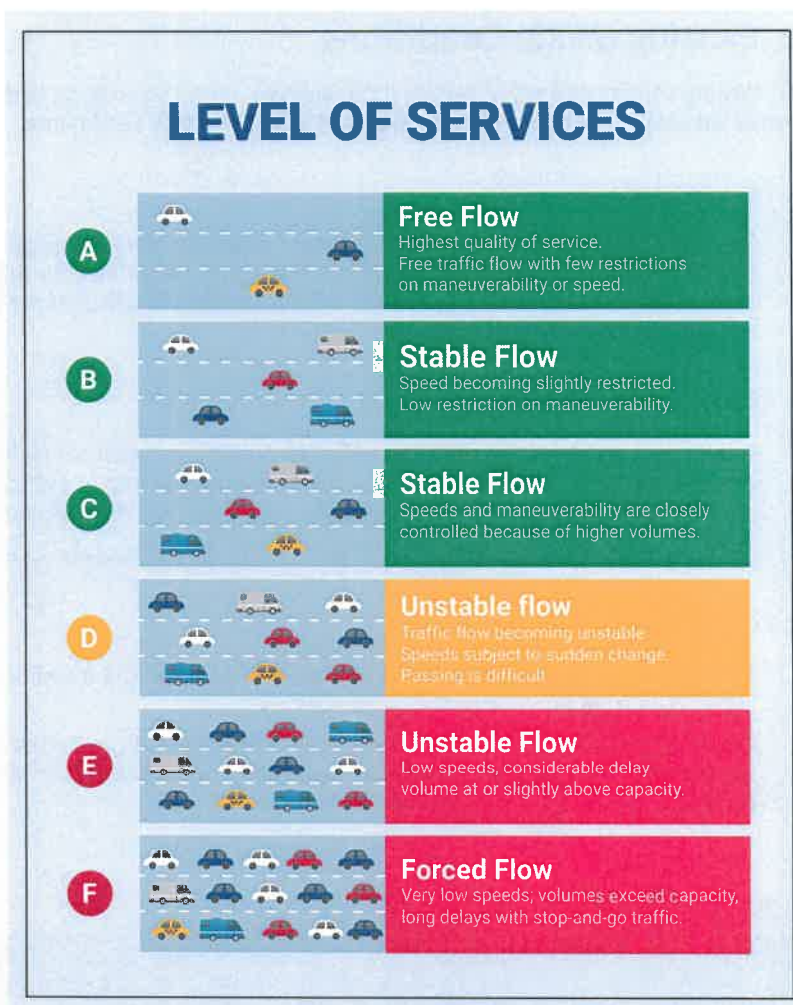 LEVEL OF SERVICES
A
Free Flow
Highest quality of service.
Free traffic flow with few restrictions
on maneuverability or speed.
B
Stable Flow
Speed becoming slightly restricted.
Low restriction on maneuverability.
C
Stable Flow
Speeds and maneuverability are closely
controlled because of higher volumes.
D
Unstable flow
Traffic flow becoming unstable
Speeds subject to sudden change.
Passing is difficult
E
Unstable Flow
Low speeds, considerable delay
volume at or slightly above capacity.
F
Forced Flow
Very low speeds; volumes exceed capacity,
long delays with stop-and-go traffic.